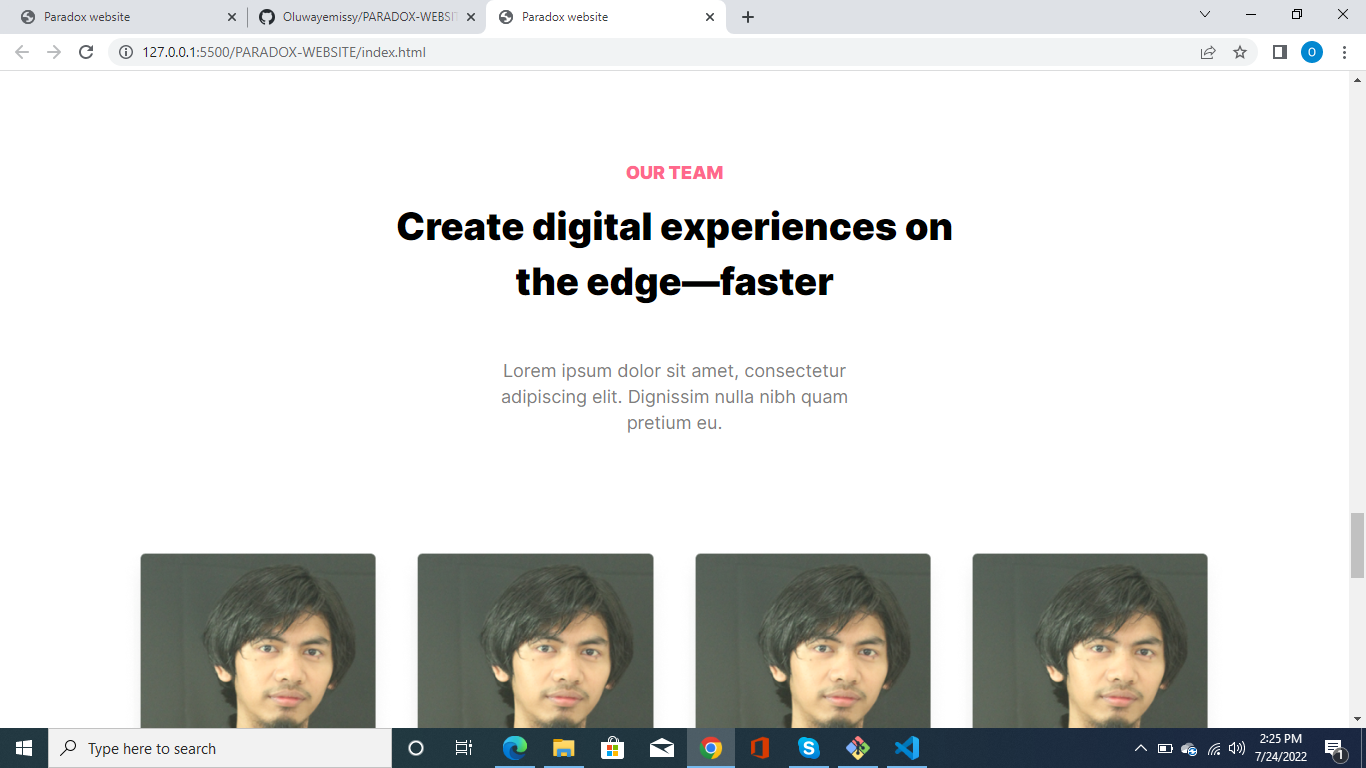 Paradox website
Oluwayemissy/PARADOX-WEBSIT
Paradox website
O
127.0.0.1:5500/PARADOX-WEBSITE/index.html
OUR TEAM
Create digital experiences on
the edge—faster
Lorem ipsum dolor sit amet, consectetur
adipiscing elit. Dignissim nulla nibh quam
pretium eu.
Type here to search
2:25 PM
7/24/2022
1